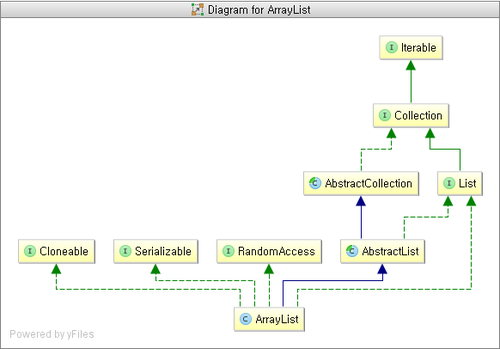 Diagram for ArrayList
I Iterable
I Collection
C AbstractCollection
I List
I Cloneable
I Serializable
I RandomAccess
C AbstractList
C ArrayList
Powered by yFiles